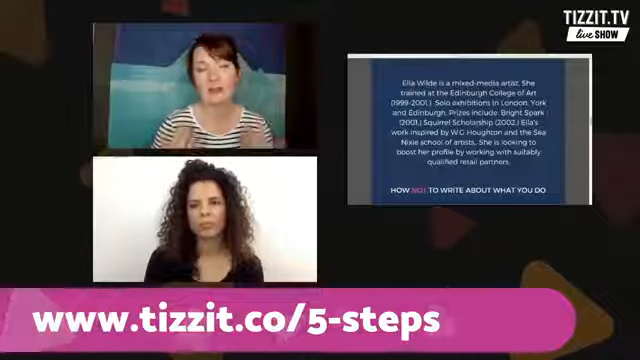 TIZZIT.TV
live SHOW
Ella Wilde is a mixed-media artist. She
trained at the Edinburgh College of Art
(1999-2001.) Solo exhibitions in London, York
and Edinburgh. Prizes include: Bright Spark
(2001,) Squirrel Scholarship (2002.) Ella's
work inspired by W.G Houghton and the Sea
Nixie school of artists. She is looking to
boost her profile by working with suitably
qualified retail partners.
HOW NOT TO WRITE ABOUT WHAT YOU DO
www.tizzit.co/5-steps